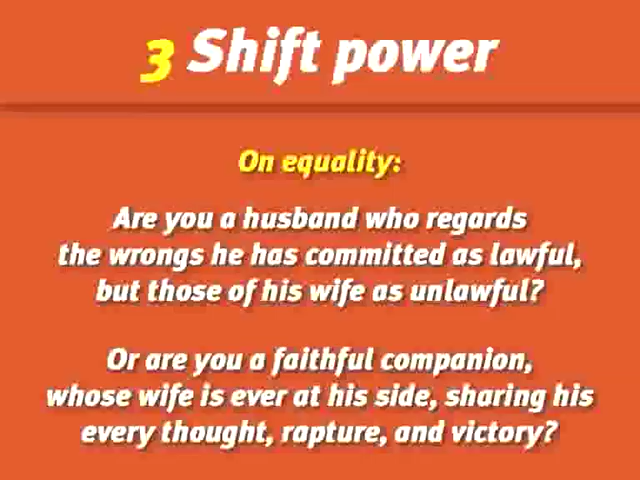 3 Shift power
On equality:
Are you a husband who regards
the wrongs he has committed as lawful,
but those of his wife as unlawful?
Or are you a faithful companion,
whose wife is ever at his side, sharing his
every thought, rapture, and victory?